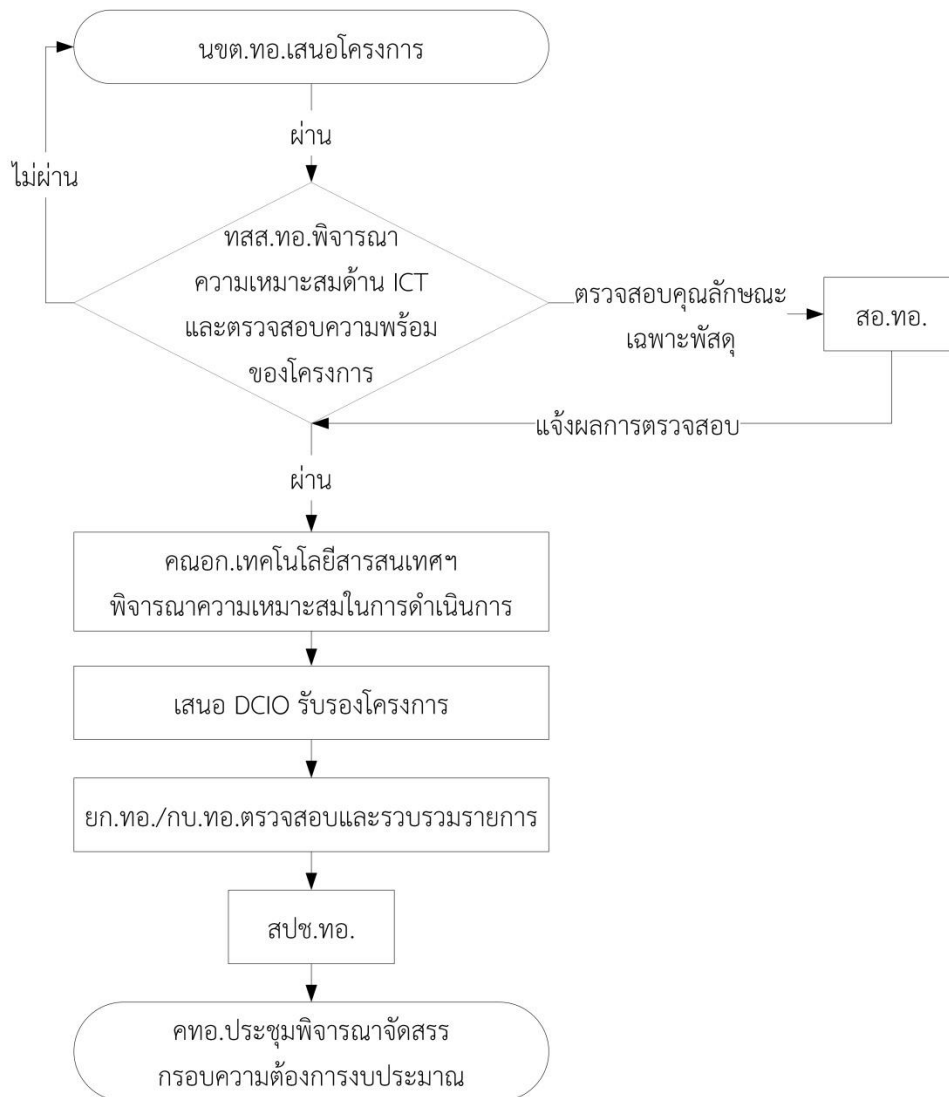 นขต.ทอ.เสนอโครงการ
ผ่าน
ไม่ผ่าน
ทสส.ทอ.พิจารณา
ความเหมาะสมด้าน ICT
และตรวจสอบความพร้อม
ของโครงการ
ตรวจสอบคุณลักษณะ
เฉพาะพัสดุ
สอ.ทอ.
แจ้งผลการตรวจสอบ
ผ่าน
คณอก.เทคโนโลยีสารสนเทศฯ
พิจารณาความเหมาะสมในการดำเนินการ
เสนอ DCIO รับรองโครงการ
ยก.ทอ./กบ.ทอ.ตรวจสอบและรวบรวมรายการ
สปช.ทอ.
คทอ.ประชุมพิจารณาจัดสรร
กรอบความต้องการงบประมาณ